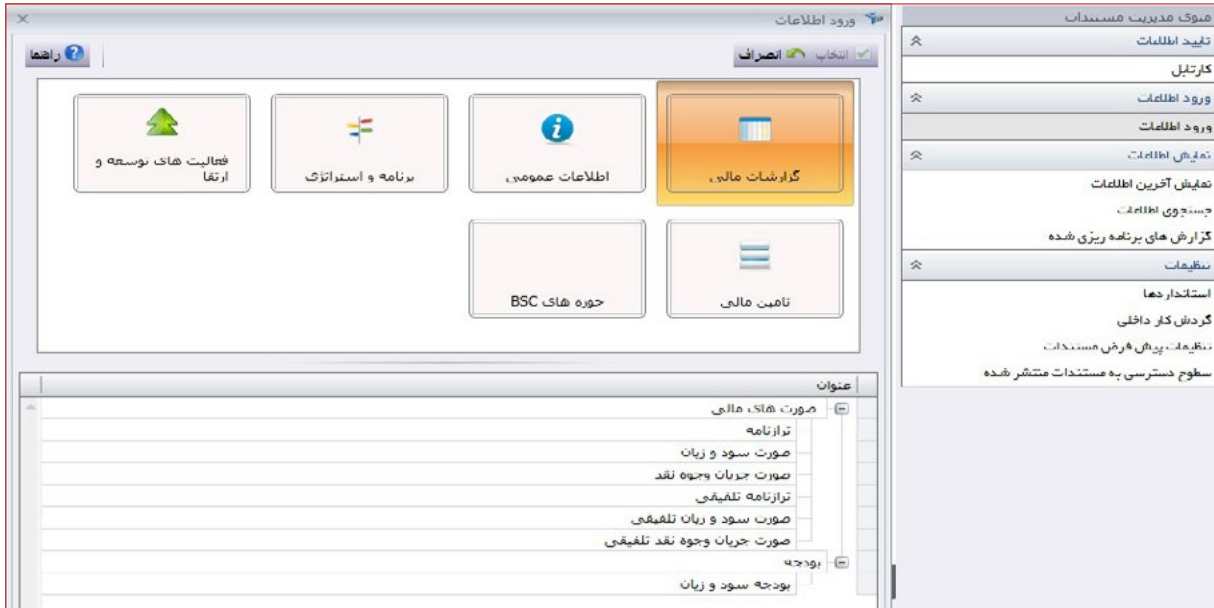 منوی مدیریت مستندات
تایید اطلاعات
کارتابل
ورود اطلاعات
ورود اطلاعات
نمایش اطلاعات
نمایش آخرین اطلاعات
جستجوی اطلاعات
گزارش های برنامه ریزی شده
تنظیمات
استانداردها
گردش کار داخلی
تنظیمات پیش فرض مستندات
سطوح دسترسی به مستندات منتشر شده
ورود اطلاعات
انتخاب انصراف راهنما
گزارشات مالی
اطلاعات عمومی
برنامه و استراتژی
فعالیت های توسعه و
ارتقا
تامین مالی
حوزه های BSC
عنوان
صورت های مالی
ترازنامه
صورت سود و زیان
صورت جریان وجوه نقد
ترازنامه تلفیقی
صورت سود و زیان تلفیقی
صورت جریان وجوه نقد تلفیقی
بودجه
بودجه سود و زیان